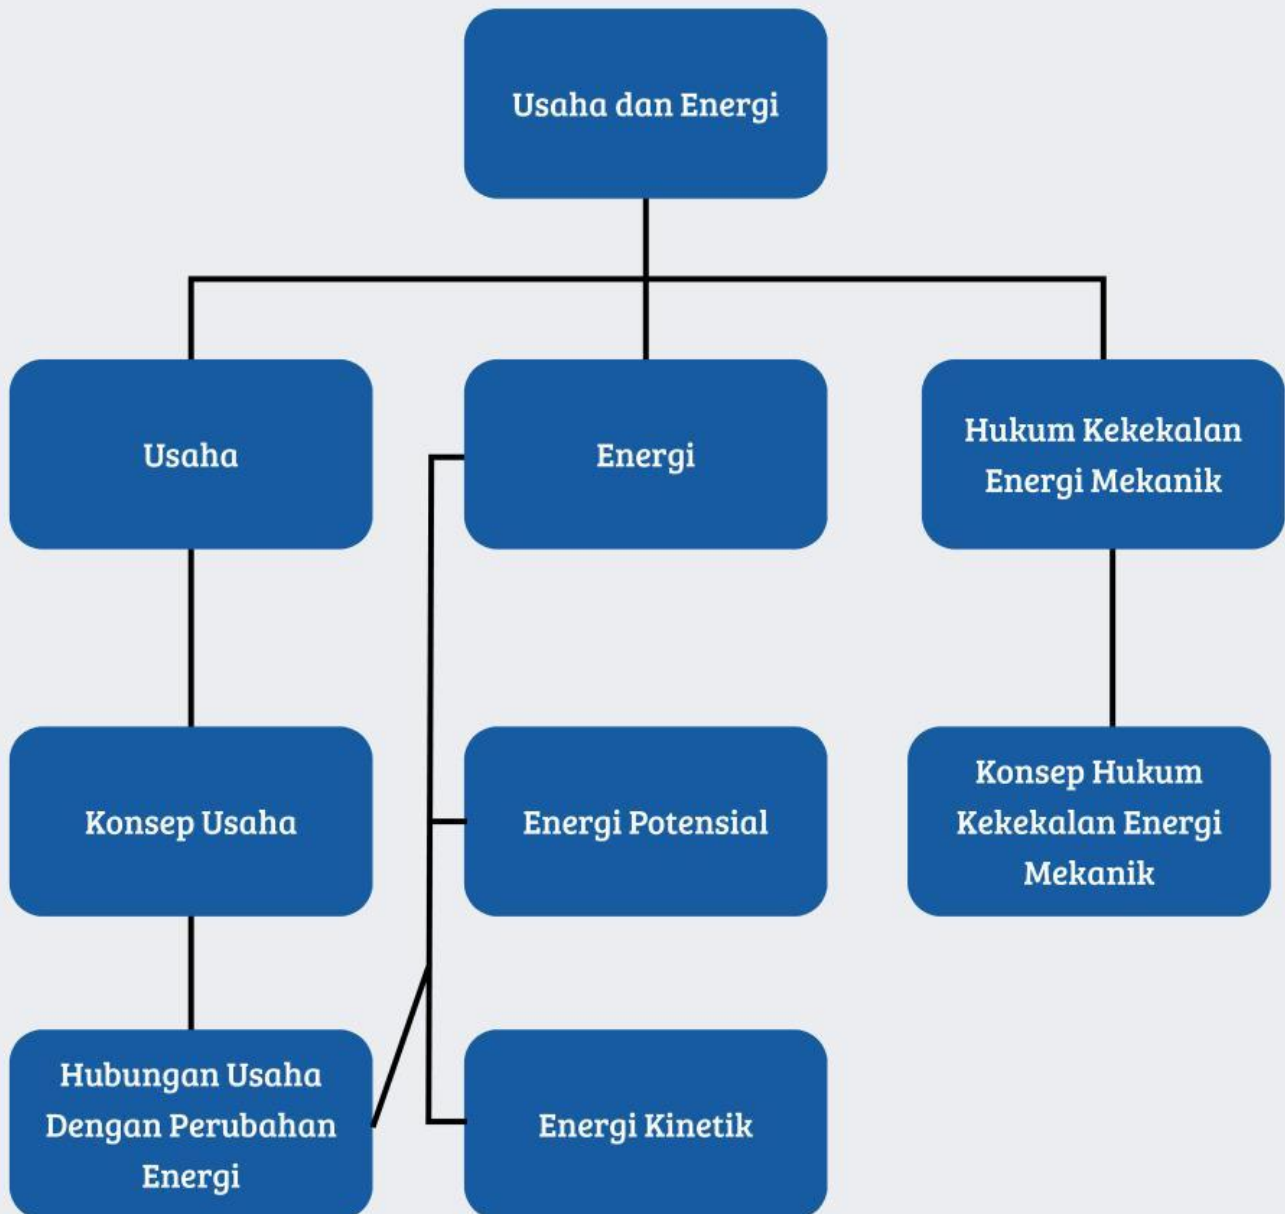 Usaha dan Energi
Usaha
Energi
Hukum Kekekalan
Energi Mekanik
Konsep Usaha
Energi Potensial
Konsep Hukum
Kekekalan Energi
Mekanik
Hubungan Usaha
Dengan Perubahan
Energi
Energi Kinetik